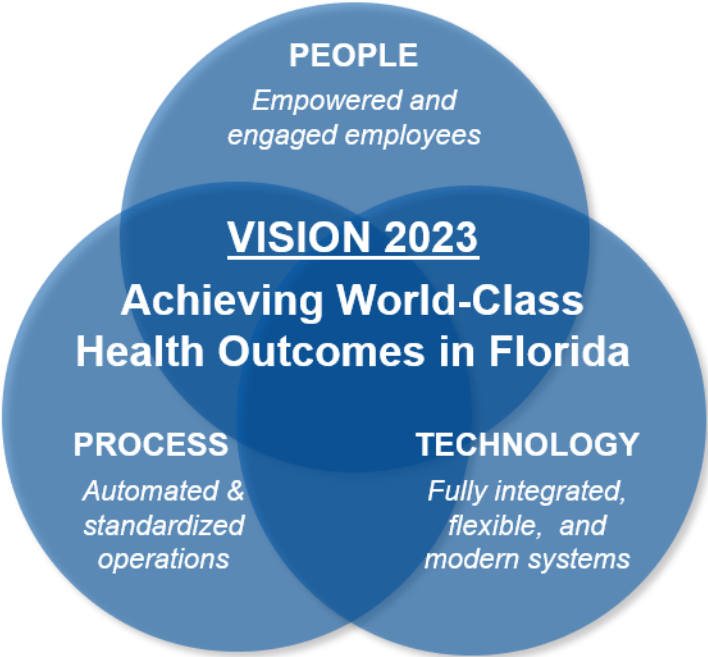 PEOPLE
Empowered and
engaged employees
VISION 2023
Achieving World-Class
Health Outcomes in Florida
PROCESS
Automated &
standardized
operations
TECHNOLOGY
Fully integrated,
flexible, and
modern systems